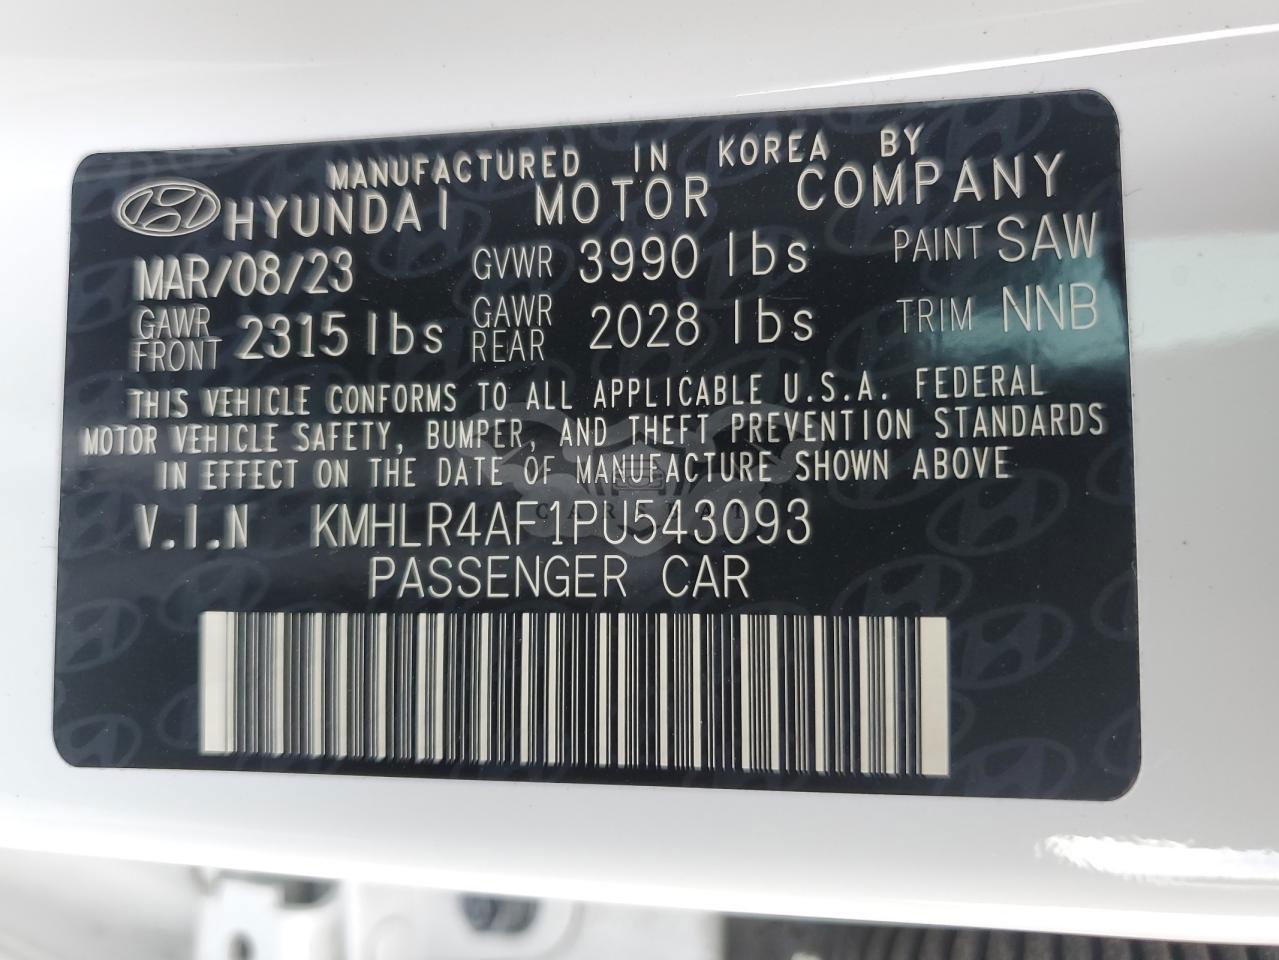 MANUFACTURED IN KOREA BY
HYUNDAI MOTOR COMPANY
MAR/08/23 GVWR 3990 lbs PAINT SAW
GAWR FRONT 2315 lbs GAWR REAR 2028 lbs TRIM NNB
THIS VEHICLE CONFORMS TO ALL APPLICABLE U.S.A. FEDERAL
MOTOR VEHICLE SAFETY, BUMPER, AND THEFT PREVENTION STANDARDS
IN EFFECT ON THE DATE OF MANUFACTURE SHOWN ABOVE
V.I.N KMHLR4AF1PU543093
PASSENGER CAR